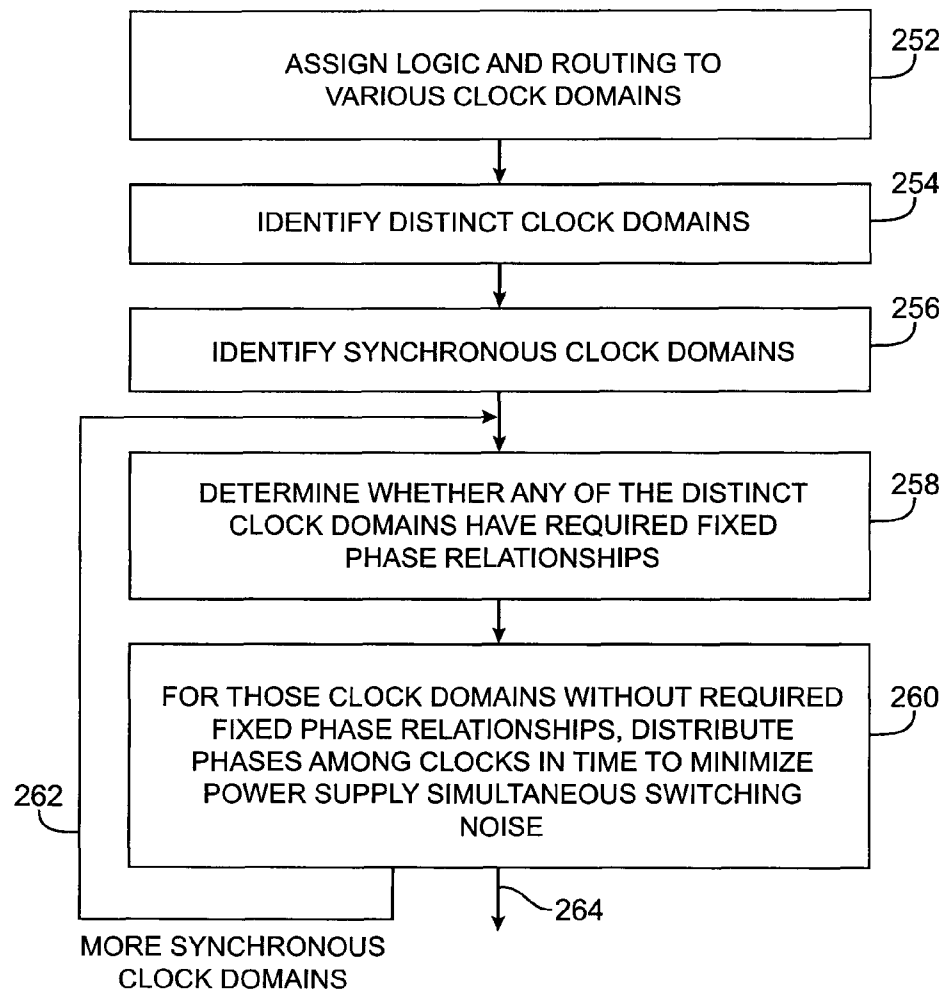 ASSIGN LOGIC AND ROUTING TO
VARIOUS CLOCK DOMAINS
252
IDENTIFY DISTINCT CLOCK DOMAINS
254
IDENTIFY SYNCHRONOUS CLOCK DOMAINS
256
DETERMINE WHETHER ANY OF THE DISTINCT
CLOCK DOMAINS HAVE REQUIRED FIXED
PHASE RELATIONSHIPS
258
FOR THOSE CLOCK DOMAINS WITHOUT REQUIRED
FIXED PHASE RELATIONSHIPS, DISTRIBUTE
PHASES AMONG CLOCKS IN TIME TO MINIMIZE
POWER SUPPLY SIMULTANEOUS SWITCHING
NOISE
260
262
264
MORE SYNCHRONOUS
CLOCK DOMAINS